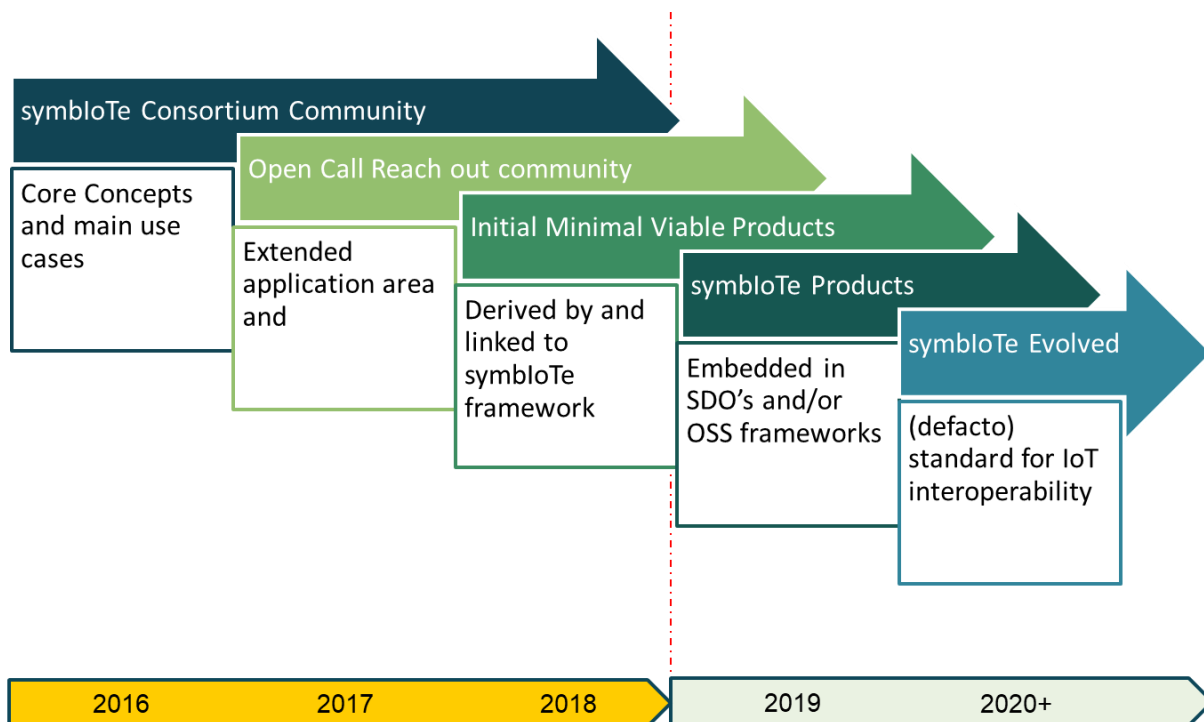 symbIoTe Consortium Community
Core Concepts
and main use
cases
Open Call Reach out community
Extended
application area
and
Initial Minimal Viable Products
Derived by and
linked to
symbIoTe
framework
symbIoTe Products
Embedded in
SDO's and/or
OSS frameworks
symbIoTe Evolved
(defacto)
standard for IoT
interoperability
2016
2017
2018
2019
2020+